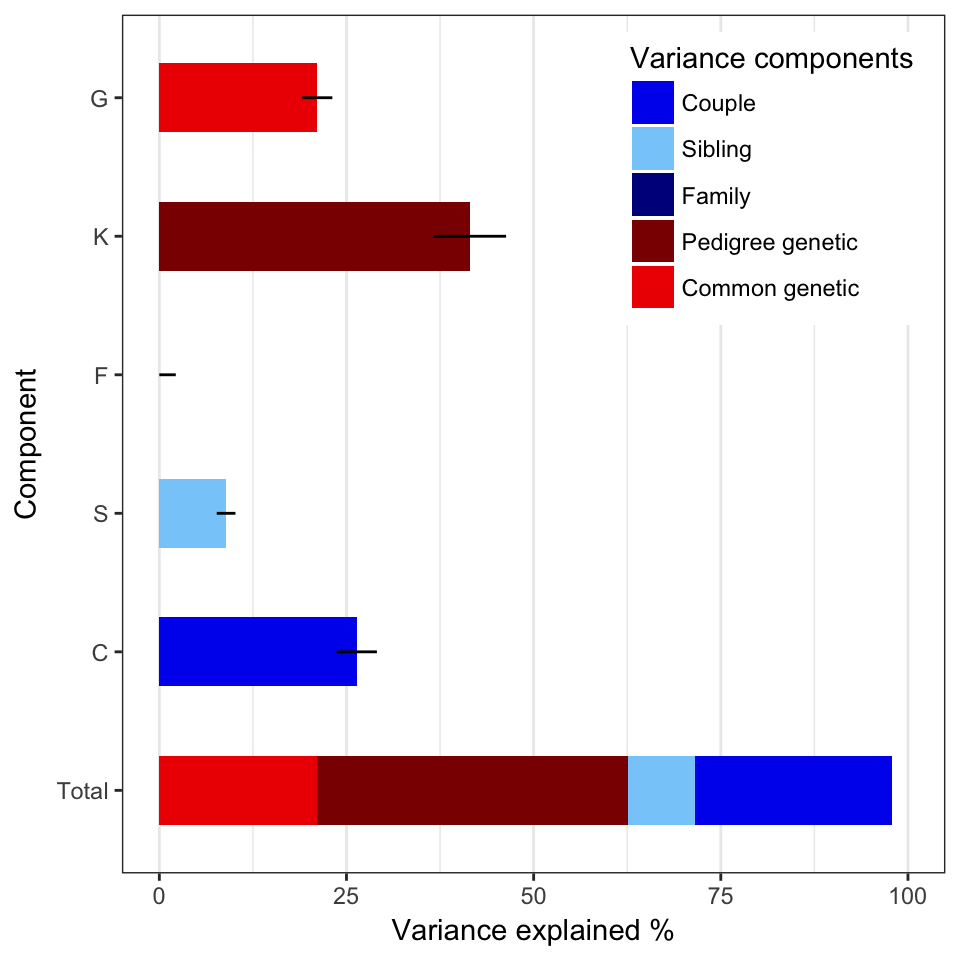 Variance components
Couple
Sibling
Family
Pedigree genetic
Common genetic
Component
G
K
F
S
C
Total
0 25 50 75 100
Variance explained %